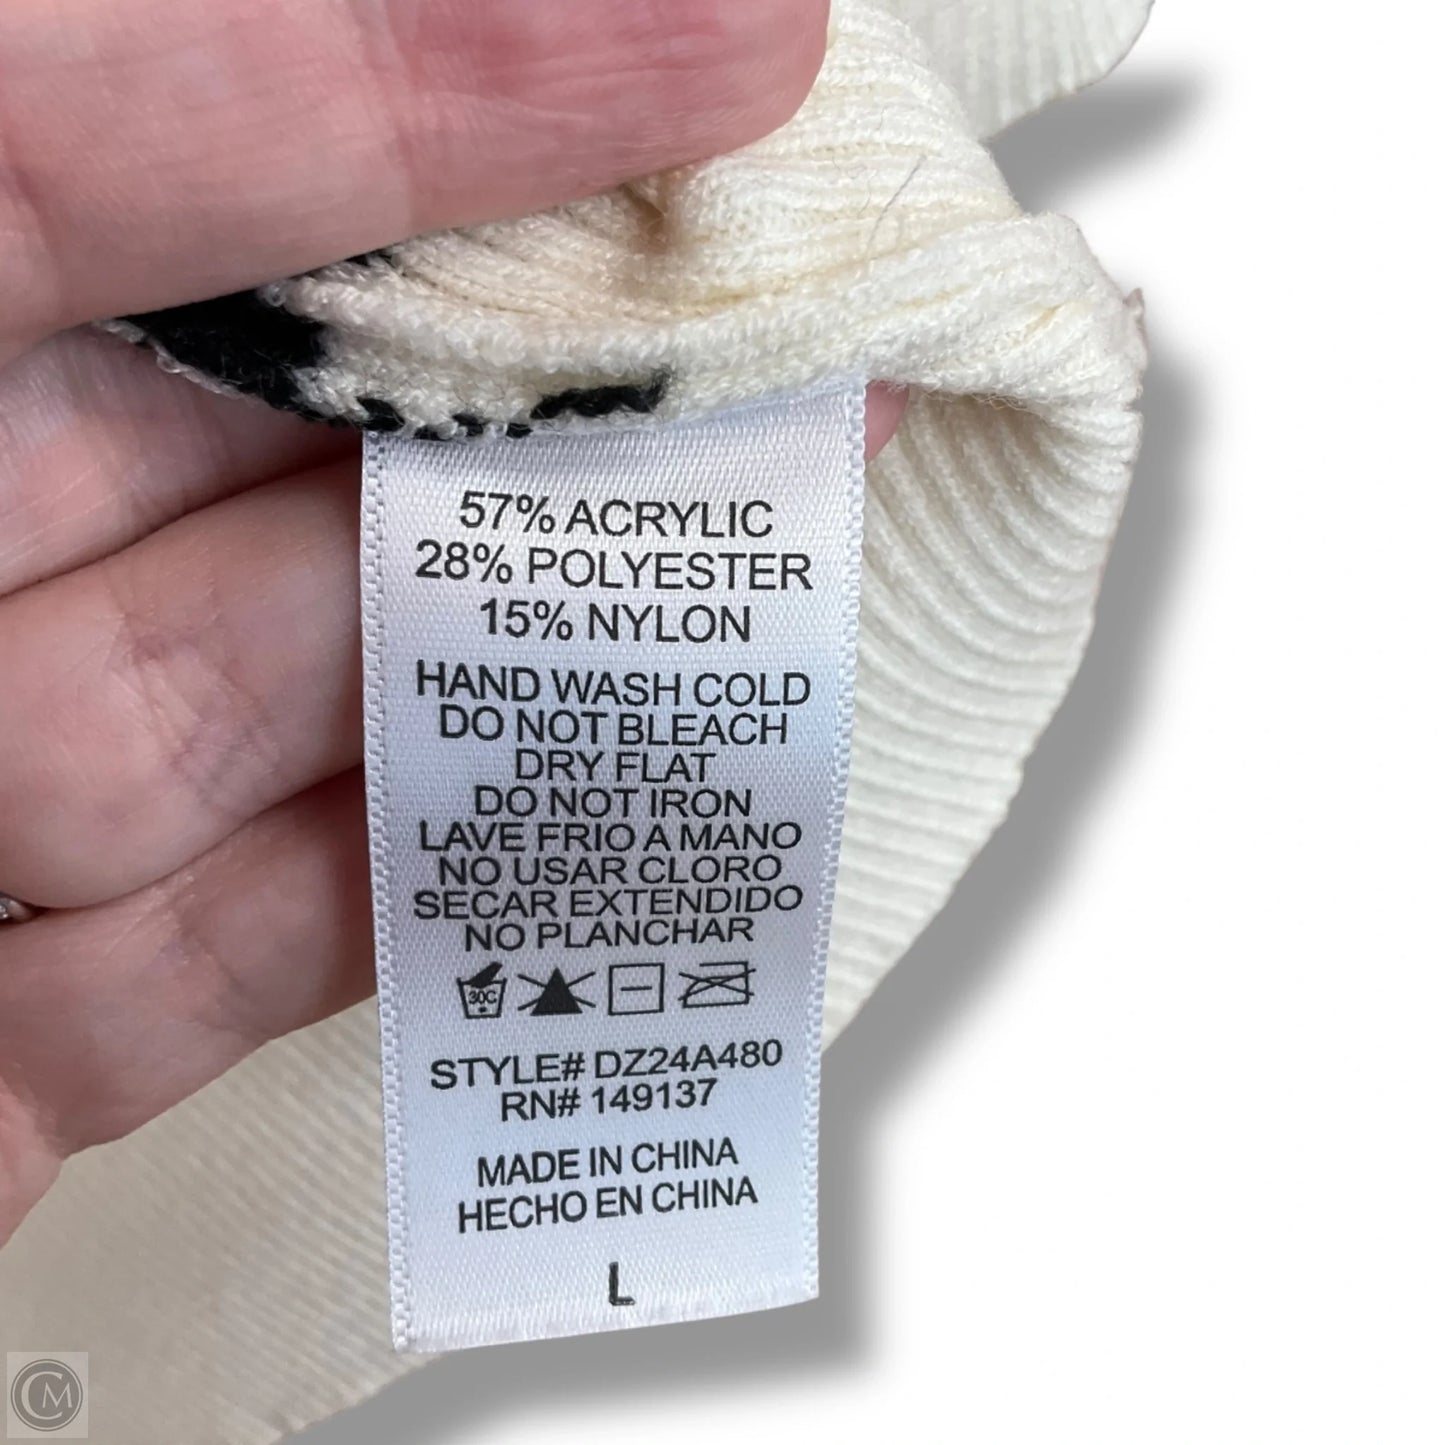 57% ACRYLIC
28% POLYESTER
15% NYLON
HAND WASH COLD
DO NOT BLEACH
DRY FLAT
DO NOT IRON
LAVE FRIO A MANO
NO USAR CLORO
SECAR EXTENDIDO
NO PLANCHAR
30C
STYLE# DZ24A480
RN# 149137
MADE IN CHINA
HECHO EN CHINA
L
CM